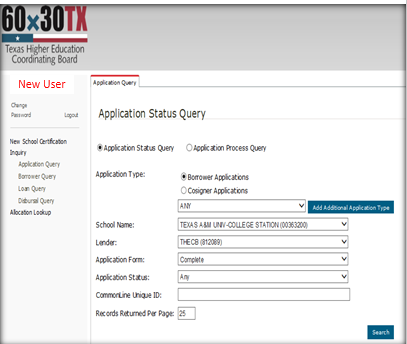 60x30TX
Texas Higher Education
Coordinating Board
New User
Change
Password Logout
New School Certification
Inquiry
Application Query
Borrower Query
Loan Query
Disbursal Query
Allocation Lookup
Application Query
Application Status Query
Application Status Query Application Process Query
Application Type: Borrower Applications
Cosigner Applications
ANY Add Additional Application Type
School Name: TEXAS A&M UNIV-COLLEGE STATION (00363200)
Lender: THECB (812089)
Application Form: Complete
Application Status: Any
CommonLine Unique ID:
Records Returned Per Page: 25
Search